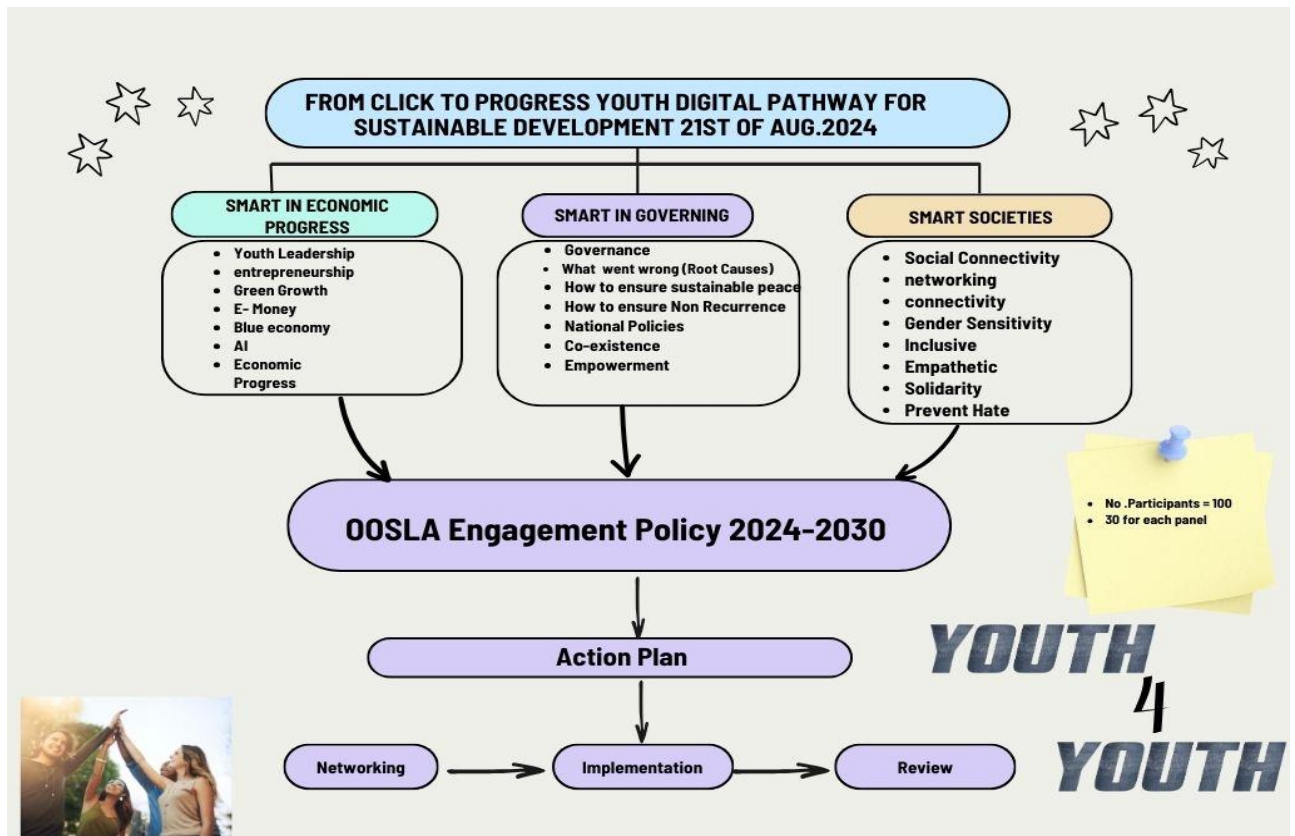 FROM CLICK TO PROGRESS YOUTH DIGITAL PATHWAY FOR
SUSTAINABLE DEVELOPMENT 21ST OF AUG.2024
SMART IN ECONOMIC
PROGRESS
• Youth Leadership
• entrepreneurship
• Green Growth
• E- Money
• Blue economy
• AI
• Economic
Progress
SMART IN GOVERNING
• Governance
• What went wrong (Root Causes)
• How to ensure sustainable peace
• How to ensure Non Recurrence
• National Policies
• Co-existence
• Empowerment
SMART SOCIETIES
• Social Connectivity
• networking
• connectivity
• Gender Sensitivity
• Inclusive
• Empathetic
• Solidarity
• Prevent Hate
• No .Participants = 100
• 30 for each panel
OOSLA Engagement Policy 2024-2030
Action Plan
Networking
Implementation
Review
YOUTH
4
YOUTH